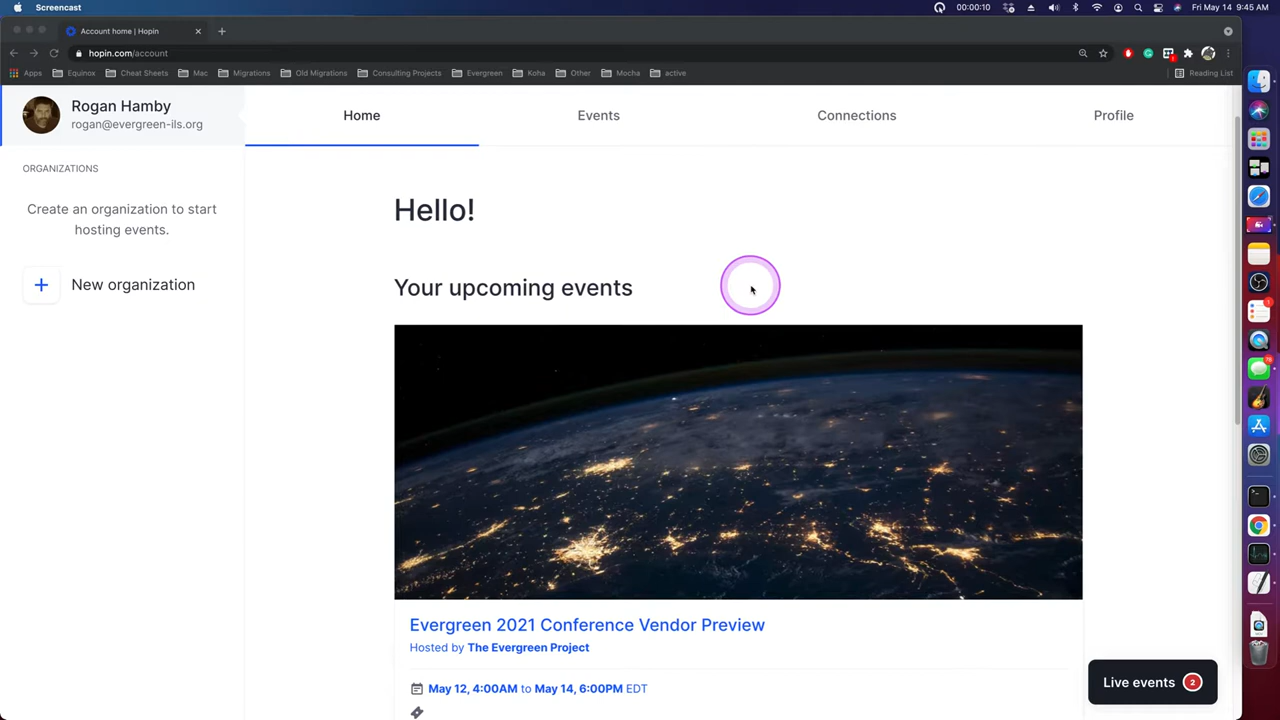 Screencast
00:00:10
Fri May 14 9:45 AM
Account home | Hopin
hopin.com/account
Apps
Equinox
Cheat Sheets
Mac
Migrations
Old Migrations
Consulting Projects
Evergreen
Koha
Other
Mocha
active
Reading List
Rogan Hamby
rogan@evergreen-ils.org
Home
Events
Connections
Profile
ORGANIZATIONS
Create an organization to start
hosting events.
New organization
Hello!
Your upcoming events
Evergreen 2021 Conference Vendor Preview
Hosted by The Evergreen Project
May 12, 4:00AM to May 14, 6:00PM EDT
Live events 2